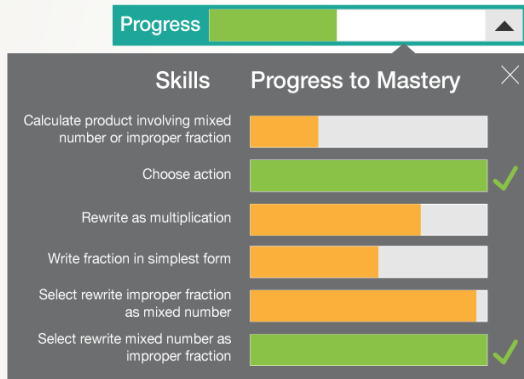 Progress
Skills
Progress to Mastery
Calculate product involving mixed
number or improper fraction
Choose action
Rewrite as multiplication
Write fraction in simplest form
Select rewrite improper fraction
as mixed number
Select rewrite mixed number as
improper fraction